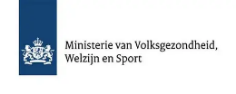 Ministerie van Volksgezondheid,
Welzijn en Sport